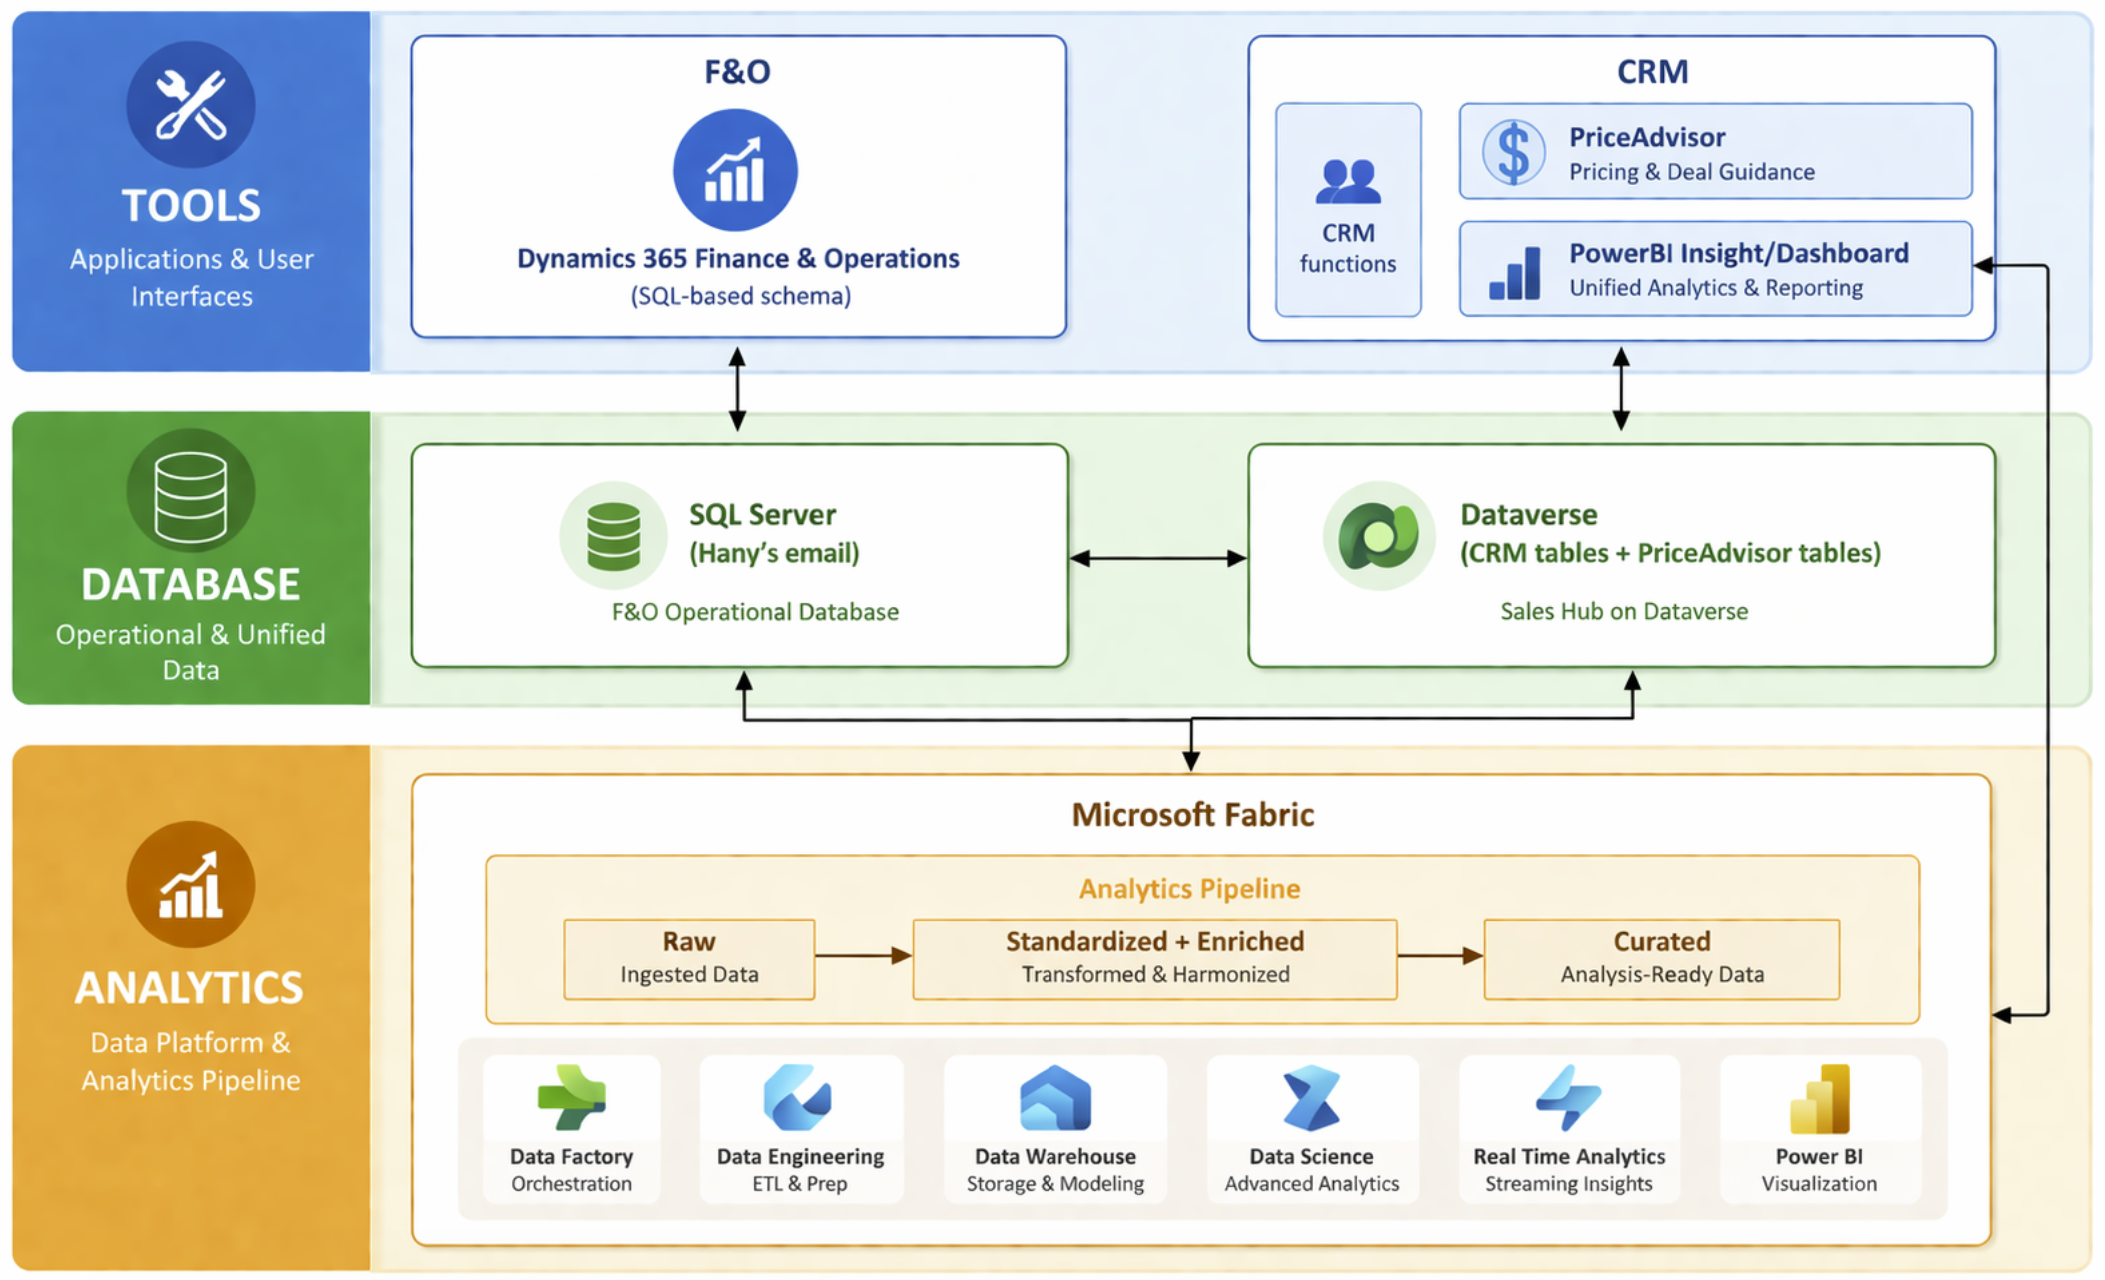 TOOLS
Applications & User
Interfaces
F&O
Dynamics 365 Finance & Operations
(SQL-based schema)
CRM
CRM
functions
PriceAdvisor
Pricing & Deal Guidance
PowerBI Insight/Dashboard
Unified Analytics & Reporting
DATABASE
Operational & Unified
Data
SQL Server
(Hany's email)
F&O Operational Database
Dataverse
(CRM tables + PriceAdvisor tables)
Sales Hub on Dataverse
ANALYTICS
Data Platform &
Analytics Pipeline
Microsoft Fabric
Analytics Pipeline
Raw
Ingested Data
Standardized + Enriched
Transformed & Harmonized
Curated
Analysis-Ready Data
Data Factory
Orchestration
Data Engineering
ETL & Prep
Data Warehouse
Storage & Modeling
Data Science
Advanced Analytics
Real Time Analytics
Streaming Insights
Power BI
Visualization